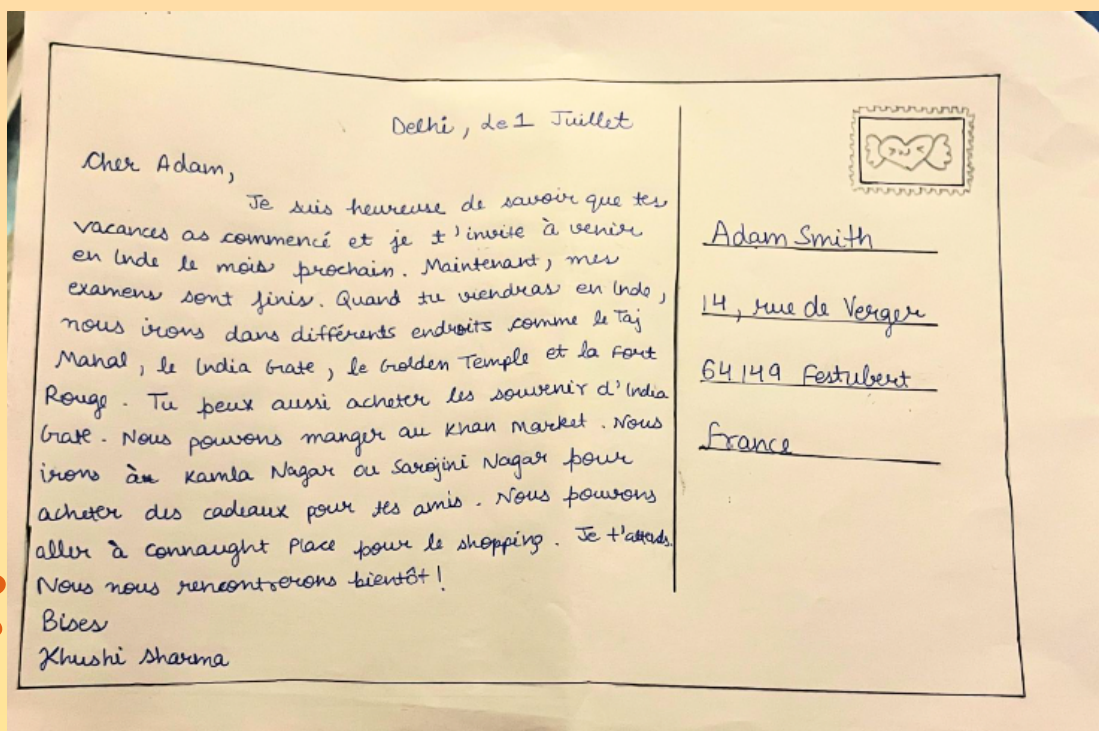 Delhi, le 1 Juillet
Cher Adam,
Je suis heureuse de savoir que tes
vacances as commencé et je t'invite à venir
en Inde le mois prochain. Maintenant, mes
examens sont finis. Quand tu viendras en Inde,
nous irons dans différents endroits comme le Taj
Mahal, le India Gate, le Golden Temple et la Fort
Rouge. Tu peux aussi acheter les souvenir d'India
Gate. Nous pouvons manger au Khan Market. Nous
irons à Kamla Nagar ou Sarojini Nagar pour
acheter des cadeaux pour tes amis. Nous pouvons
aller à Connaught Place pour le shopping. Je t'attends.
Nous nous rencontrerons bientôt!
Bises
Khushi Sharma
Adam Smith
14, rue de Verger
64149 Festubert
France